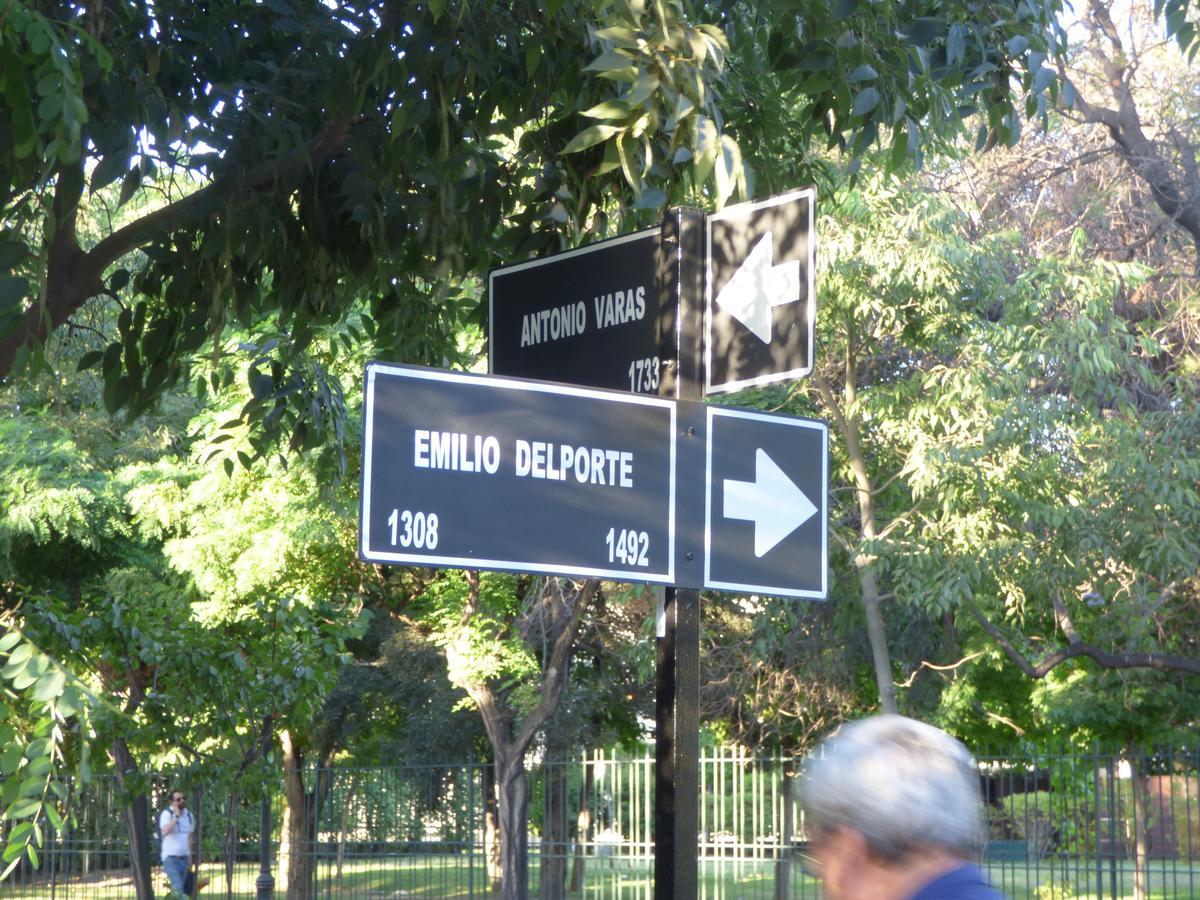 ANTONIO VARAS
1733
EMILIO DELPORTE
1308 1492